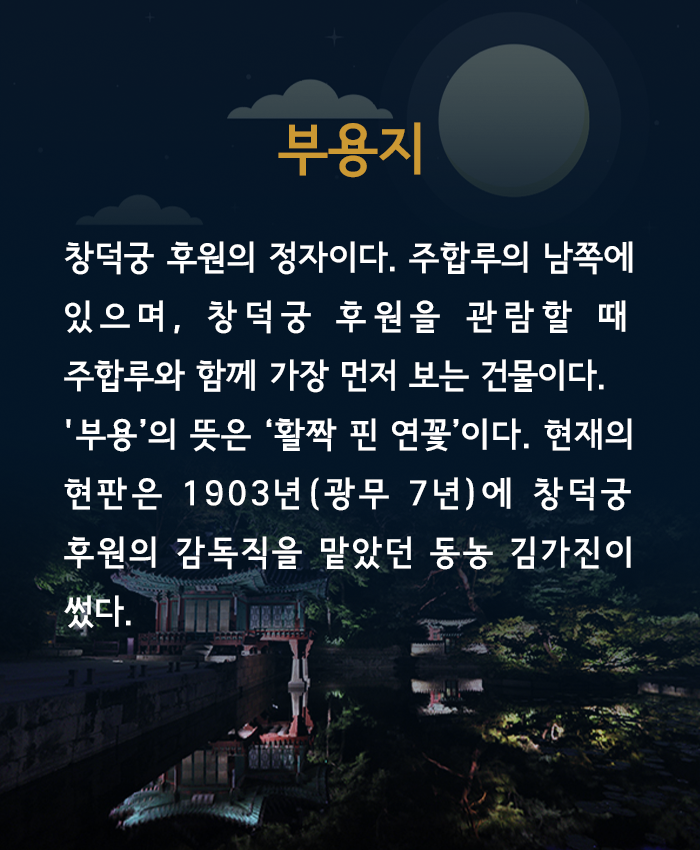 부용지
창덕궁 후원의 정자이다. 주합루의 남쪽에
있으며, 창덕궁 후원을 관람할 때
주합루와 함께 가장 먼저 보는 건물이다.
'부용’의 뜻은 ‘활짝 핀 연꽃’이다. 현재의
현판은 1903년(광무 7년)에 창덕궁
후원의 감독직을 맡았던 동농 김가진이
썼다.